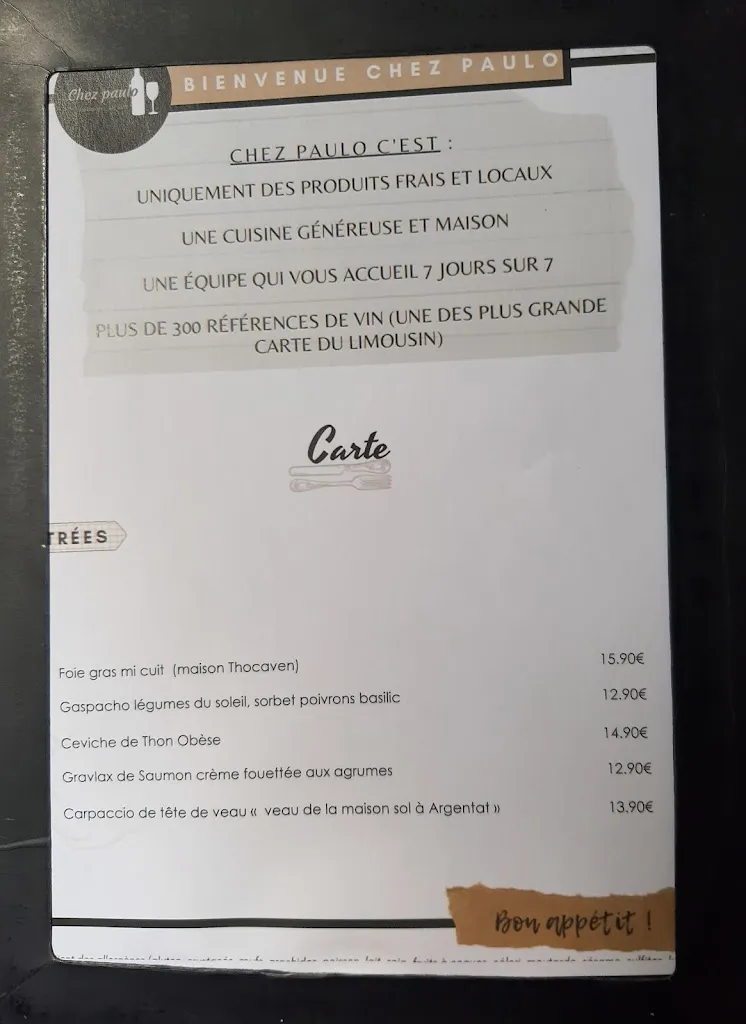 Chez paulo
BIENVENUE CHEZ PAULO
CHEZ PAULO C'EST :
UNIQUEMENT DES PRODUITS FRAIS ET LOCAUX
UNE CUISINE GÉNÉREUSE ET MAISON
UNE ÉQUIPE QUI VOUS ACCUEIL 7 JOURS SUR 7
PLUS DE 300 RÉFÉRENCES DE VIN (UNE DES PLUS GRANDE
CARTE DU LIMOUSIN)
Carte
TRÉES
Foie gras mi cuit (maison Thocaven) 15.90€
Gaspacho légumes du soleil, sorbet poivrons basilic 12.90€
Ceviche de Thon Obèse 14.90€
Gravlax de Saumon crème fouettée aux agrumes 12.90€
Carpaccio de tête de veau « veau de la maison sol à Argentat » 13.90€
Bon appétit !